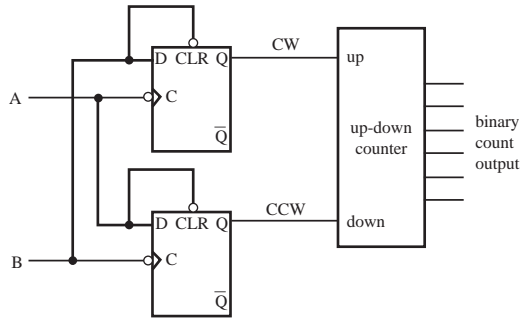 CW
D CLR Q
up
A
C
Q̅
up-down
counter
binary
count
output
CCW
D CLR Q
down
B
C
Q̅